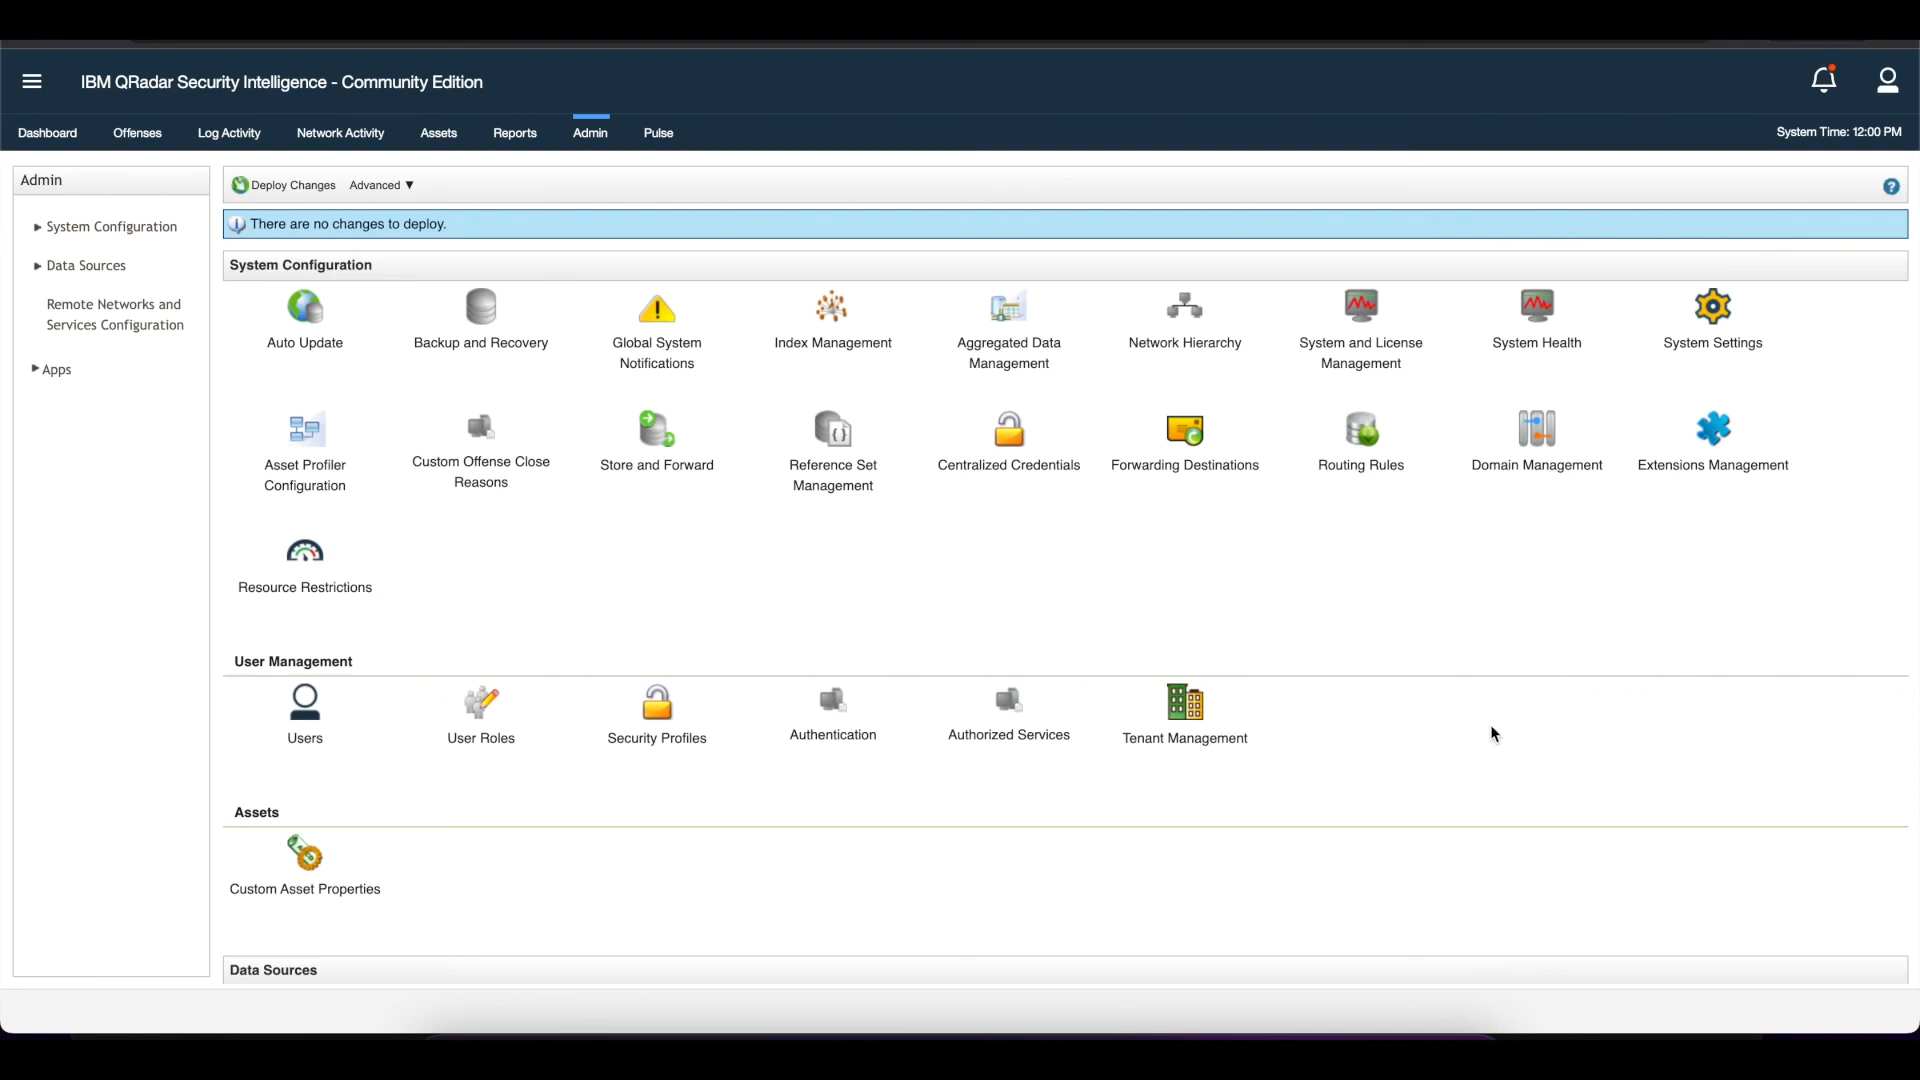 IBM QRadar Security Intelligence - Community Edition
Dashboard Offenses Log Activity Network Activity Assets Reports Admin Pulse System Time: 12:00 PM
Admin
System Configuration
Data Sources
Remote Networks and
Services Configuration
Apps
Deploy Changes Advanced ▼
There are no changes to deploy.
System Configuration
Auto Update
Backup and Recovery
Global System
Notifications
Index Management
Aggregated Data
Management
Network Hierarchy
System and License
Management
System Health
System Settings
Asset Profiler
Configuration
Custom Offense Close
Reasons
Store and Forward
Reference Set
Management
Centralized Credentials
Forwarding Destinations
Routing Rules
Domain Management
Extensions Management
Resource Restrictions
User Management
Users
User Roles
Security Profiles
Authentication
Authorized Services
Tenant Management
Assets
Custom Asset Properties
Data Sources